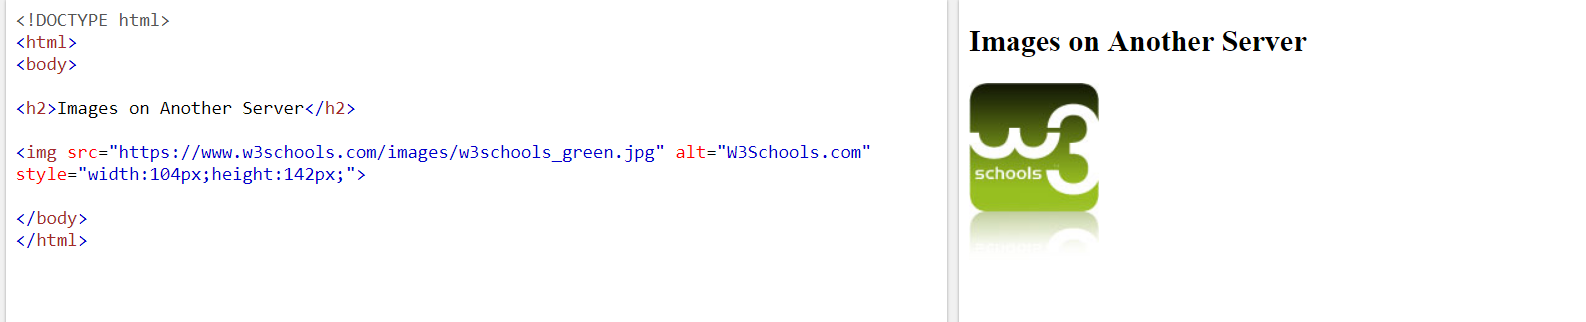 <!DOCTYPE html>
<html>
<body>
<h2>Images on Another Server</h2>
<img src="https://www.w3schools.com/images/w3schools_green.jpg" alt="W3Schools.com"
style="width:104px;height:142px;">
</body>
</html>
Images on Another Server
w3
schools